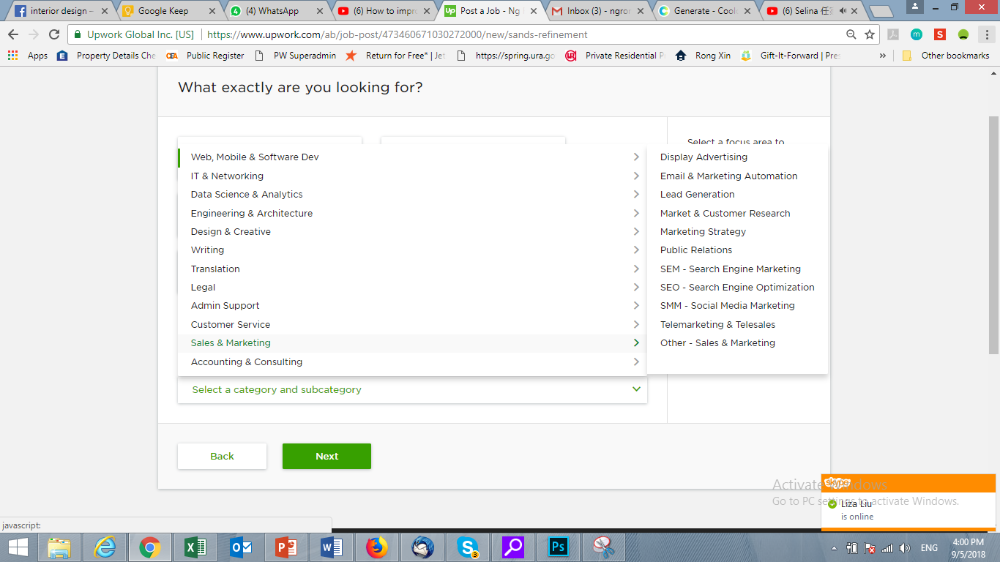 interior design –
Google Keep
(4) WhatsApp
(6) How to impro
Post a Job - Ng
Inbox (3) - ngron
Generate - Cool
(6) Selina 任
Upwork Global Inc. [US]
https://www.upwork.com/ab/job-post/473460671030272000/new/sands-refinement
Apps
Property Details Che
Public Register
PW Superadmin
Return for Free* | Jet
https://spring.ura.go
Private Residential P
Rong Xin
Gift-It-Forward | Pre
»
Other bookmarks
What exactly are you looking for?
Select a focus area to
Web, Mobile & Software Dev
IT & Networking
Data Science & Analytics
Engineering & Architecture
Design & Creative
Writing
Translation
Legal
Admin Support
Customer Service
Sales & Marketing
Accounting & Consulting
Display Advertising
Email & Marketing Automation
Lead Generation
Market & Customer Research
Marketing Strategy
Public Relations
SEM - Search Engine Marketing
SEO - Search Engine Optimization
SMM - Social Media Marketing
Telemarketing & Telesales
Other - Sales & Marketing
Select a category and subcategory
Back
Next
Activate Windows
Go to PC settings to activate Windows.
skype
Liza Liu
is online
javascript:
ENG
4:00 PM
9/5/2018